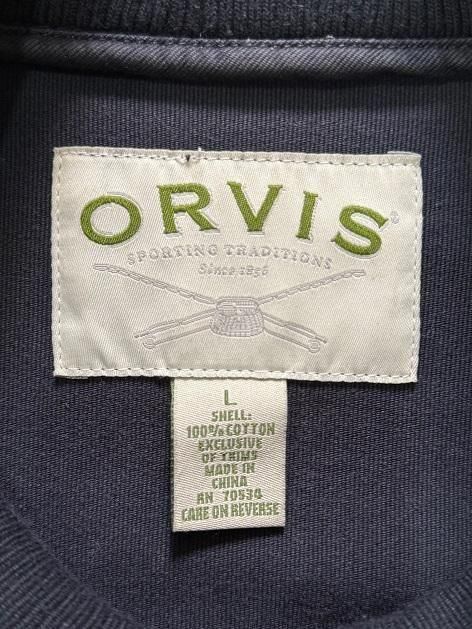 ORVIS
SPORTING TRADITIONS
Since 1856
L
SHELL:
100% COTTON
EXCLUSIVE
OF TRIMS
MADE IN
CHINA
RN 70534
CARE ON REVERSE